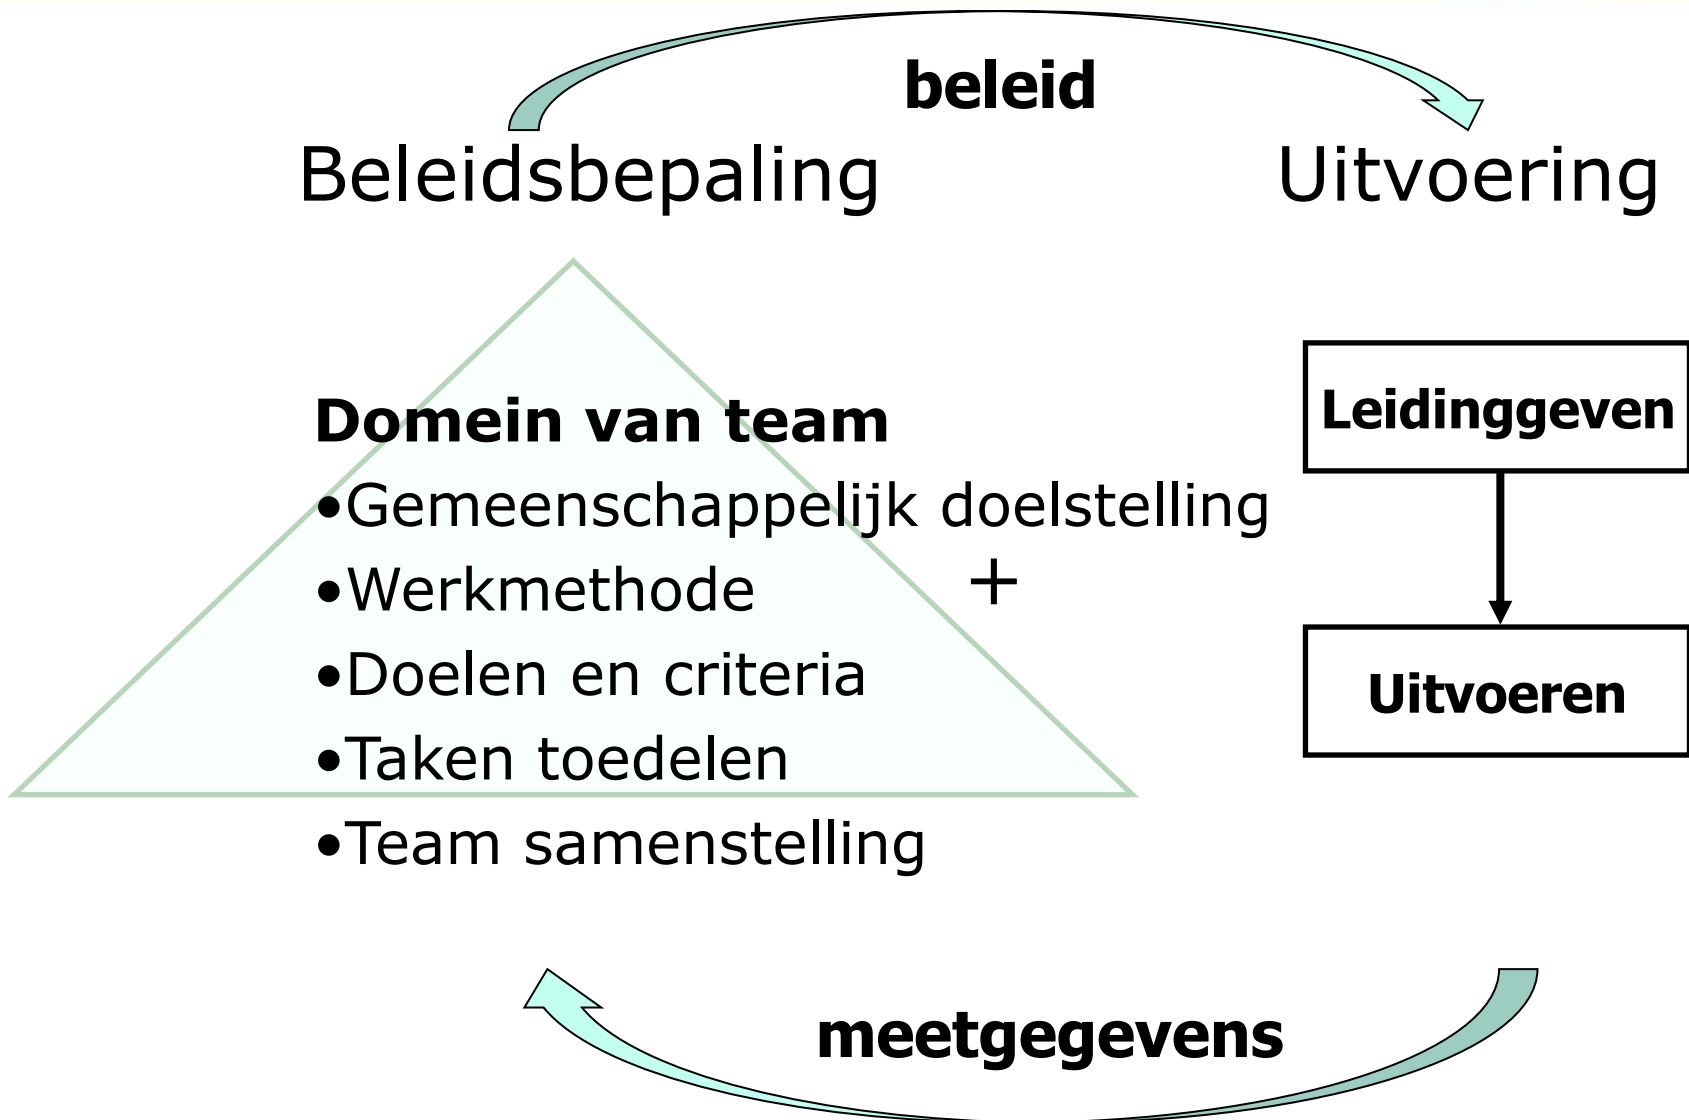 beleid
Beleidsbepaling
Uitvoering
Domein van team
•Gemeenschappelijk doelstelling
•Werkmethode
+
•Doelen en criteria
•Taken toedelen
•Team samenstelling
Leidinggeven
Uitvoeren
meetgegevens